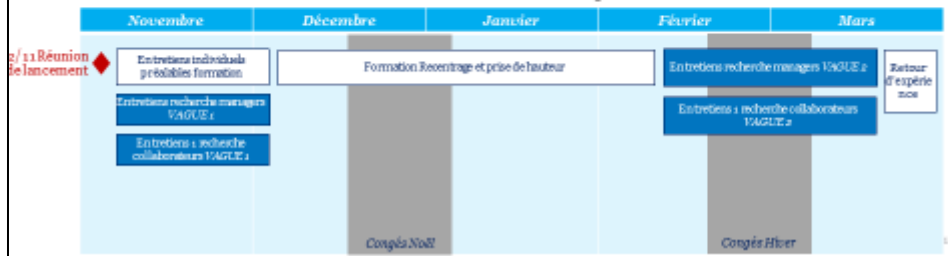 Novembre
Décembre
Janvier
Février
Mars
2/11 Réunion
de lancement
Entretiens individuels
préalables formation
Formation Recentrage et prise de hauteur
Entretiens recherche managers VAGUE 2
Retour
d'expérie
nce
Entretiens recherche managers
VAGUE 1
Entretiens 1 recherche collaborateurs
VAGUE 2
Entretiens 1 recherche
collaborateurs VAGUE 1
Congés Noël
Congés Hiver